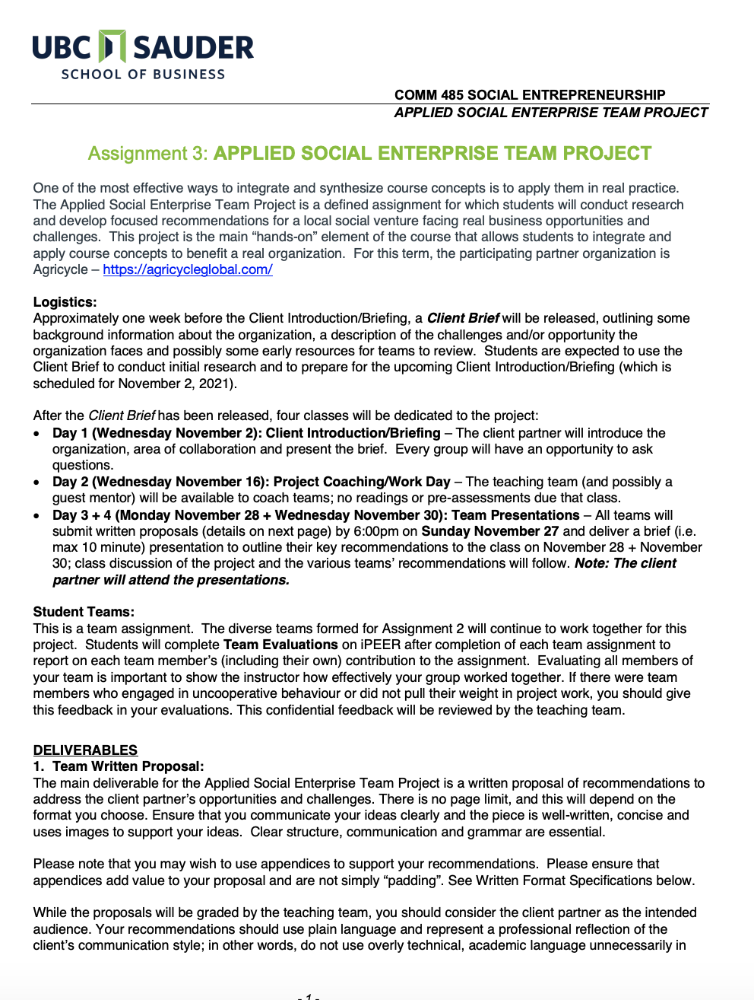 UBC SAUDER
SCHOOL OF BUSINESS
COMM 485 SOCIAL ENTREPRENEURSHIP
APPLIED SOCIAL ENTERPRISE TEAM PROJECT
Assignment 3: APPLIED SOCIAL ENTERPRISE TEAM PROJECT
One of the most effective ways to integrate and synthesize course concepts is to apply them in real practice.
The Applied Social Enterprise Team Project is a defined assignment for which students will conduct research
and develop focused recommendations for a local social venture facing real business opportunities and
challenges.  This project is the main “hands-on” element of the course that allows students to integrate and
apply course concepts to benefit a real organization.  For this term, the participating partner organization is
Agricycle – https://agricycleglobal.com/
Logistics:
Approximately one week before the Client Introduction/Briefing, a Client Brief will be released, outlining some
background information about the organization, a description of the challenges and/or opportunity the
organization faces and possibly some early resources for teams to review.  Students are expected to use the
Client Brief to conduct initial research and to prepare for the upcoming Client Introduction/Briefing (which is
scheduled for November 2, 2021).
After the Client Brief has been released, four classes will be dedicated to the project:
• Day 1 (Wednesday November 2): Client Introduction/Briefing – The client partner will introduce the
organization, area of collaboration and present the brief.  Every group will have an opportunity to ask
questions.
• Day 2 (Wednesday November 16): Project Coaching/Work Day – The teaching team (and possibly a
guest mentor) will be available to coach teams; no readings or pre-assessments due that class.
• Day 3 + 4 (Monday November 28 + Wednesday November 30): Team Presentations – All teams will
submit written proposals (details on next page) by 6:00pm on Sunday November 27 and deliver a brief (i.e.
max 10 minute) presentation to outline their key recommendations to the class on November 28 + November
30; class discussion of the project and the various teams’ recommendations will follow. Note: The client
partner will attend the presentations.
Student Teams:
This is a team assignment.  The diverse teams formed for Assignment 2 will continue to work together for this
project.  Students will complete Team Evaluations on iPEER after completion of each team assignment to
report on each team member’s (including their own) contribution to the assignment.  Evaluating all members of
your team is important to show the instructor how effectively your group worked together. If there were team
members who engaged in uncooperative behaviour or did not pull their weight in project work, you should give
this feedback in your evaluations. This confidential feedback will be reviewed by the teaching team.
DELIVERABLES
1.  Team Written Proposal:
The main deliverable for the Applied Social Enterprise Team Project is a written proposal of recommendations to
address the client partner’s opportunities and challenges. There is no page limit, and this will depend on the
format you choose. Ensure that you communicate your ideas clearly and the piece is well-written, concise and
uses images to support your ideas.  Clear structure, communication and grammar are essential.
Please note that you may wish to use appendices to support your recommendations.  Please ensure that
appendices add value to your proposal and are not simply “padding”. See Written Format Specifications below.
While the proposals will be graded by the teaching team, you should consider the client partner as the intended
audience. Your recommendations should use plain language and represent a professional reflection of the
client’s communication style; in other words, do not use overly technical, academic language unnecessarily in
- 1 -